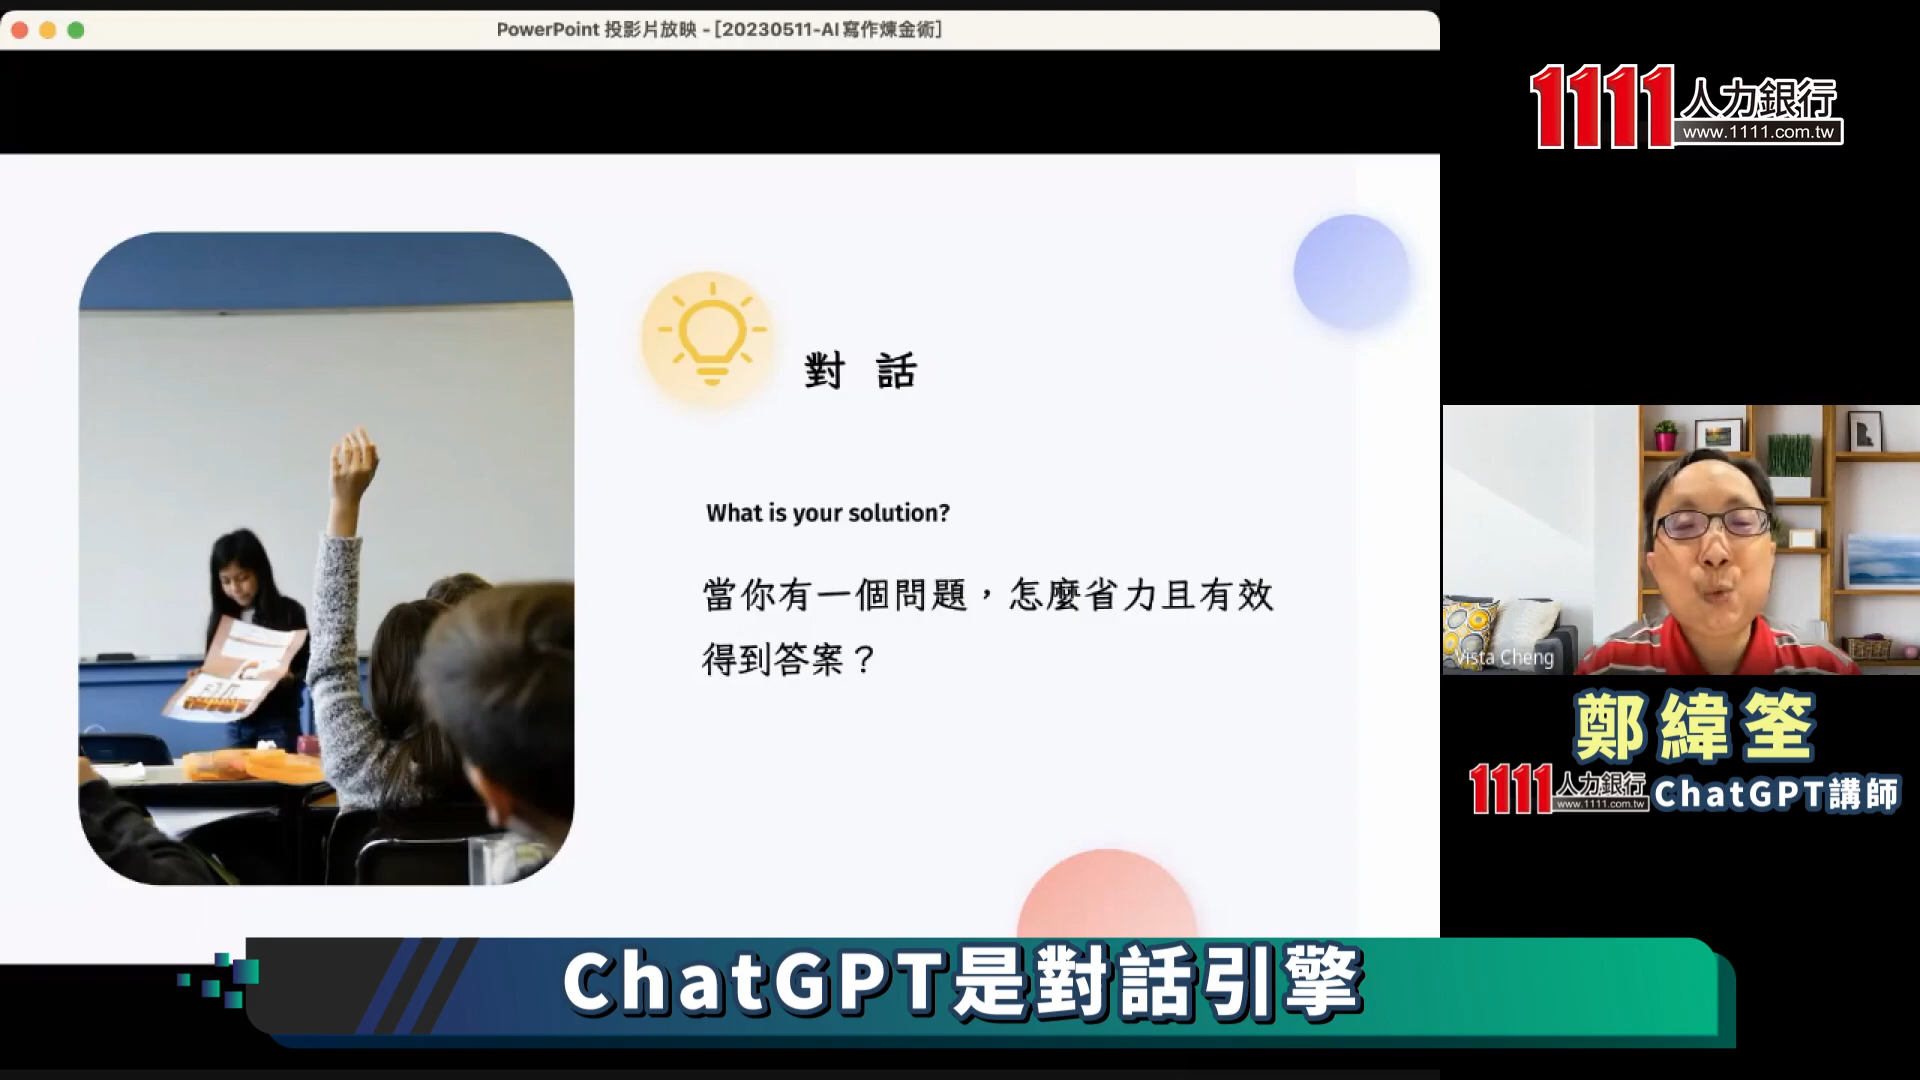 PowerPoint 投影片放映 - [20230511-AI寫作煉金術]
1111人力銀行
www.1111.com.tw
對話
What is your solution?
當你有一個問題，怎麼省力且有效
得到答案？
Vista Cheng
鄭緯筌
1111人力銀行 ChatGPT講師
www.1111.com.tw
ChatGPT是對話引擎